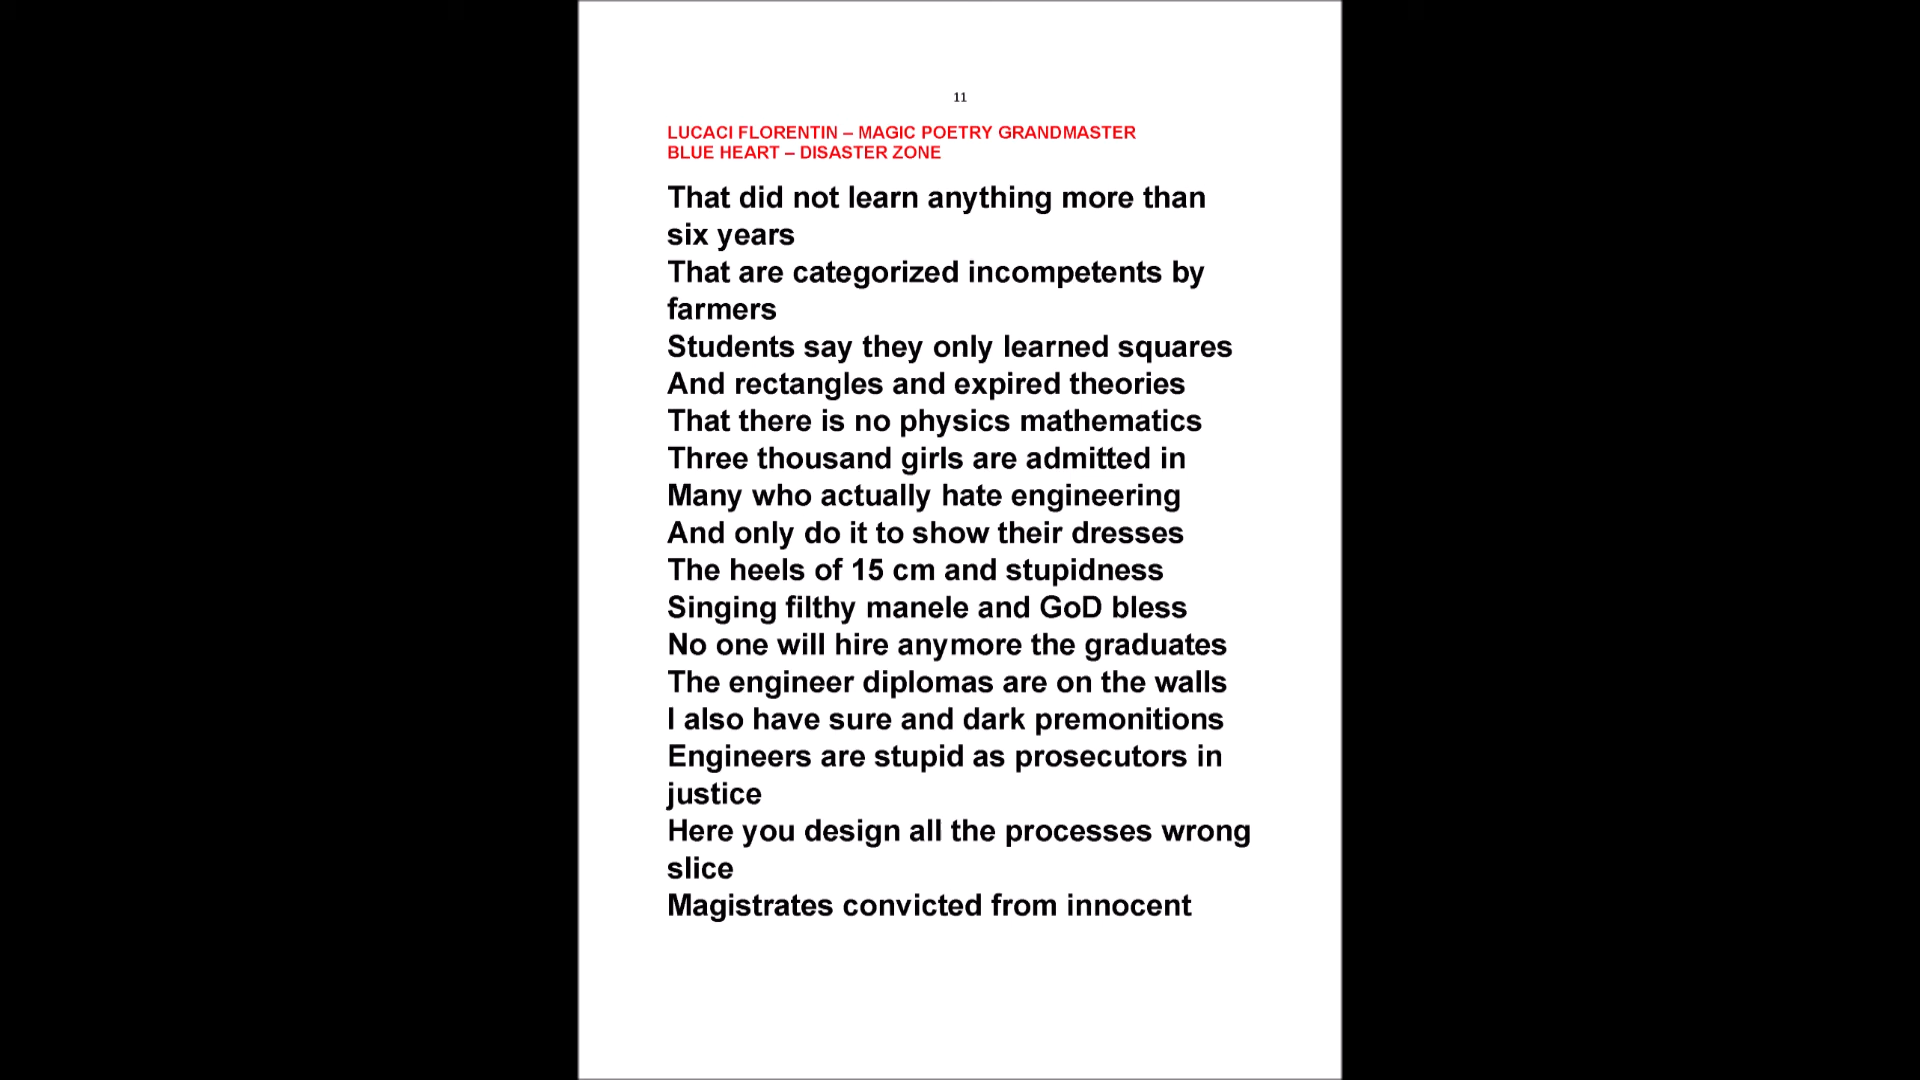 11
LUCACI FLORENTIN – MAGIC POETRY GRANDMASTER
BLUE HEART – DISASTER ZONE
That did not learn anything more than
six years
That are categorized incompetents by
farmers
Students say they only learned squares
And rectangles and expired theories
That there is no physics mathematics
Three thousand girls are admitted in
Many who actually hate engineering
And only do it to show their dresses
The heels of 15 cm and stupidness
Singing filthy manele and GoD bless
No one will hire anymore the graduates
The engineer diplomas are on the walls
I also have sure and dark premonitions
Engineers are stupid as prosecutors in
justice
Here you design all the processes wrong
slice
Magistrates convicted from innocent